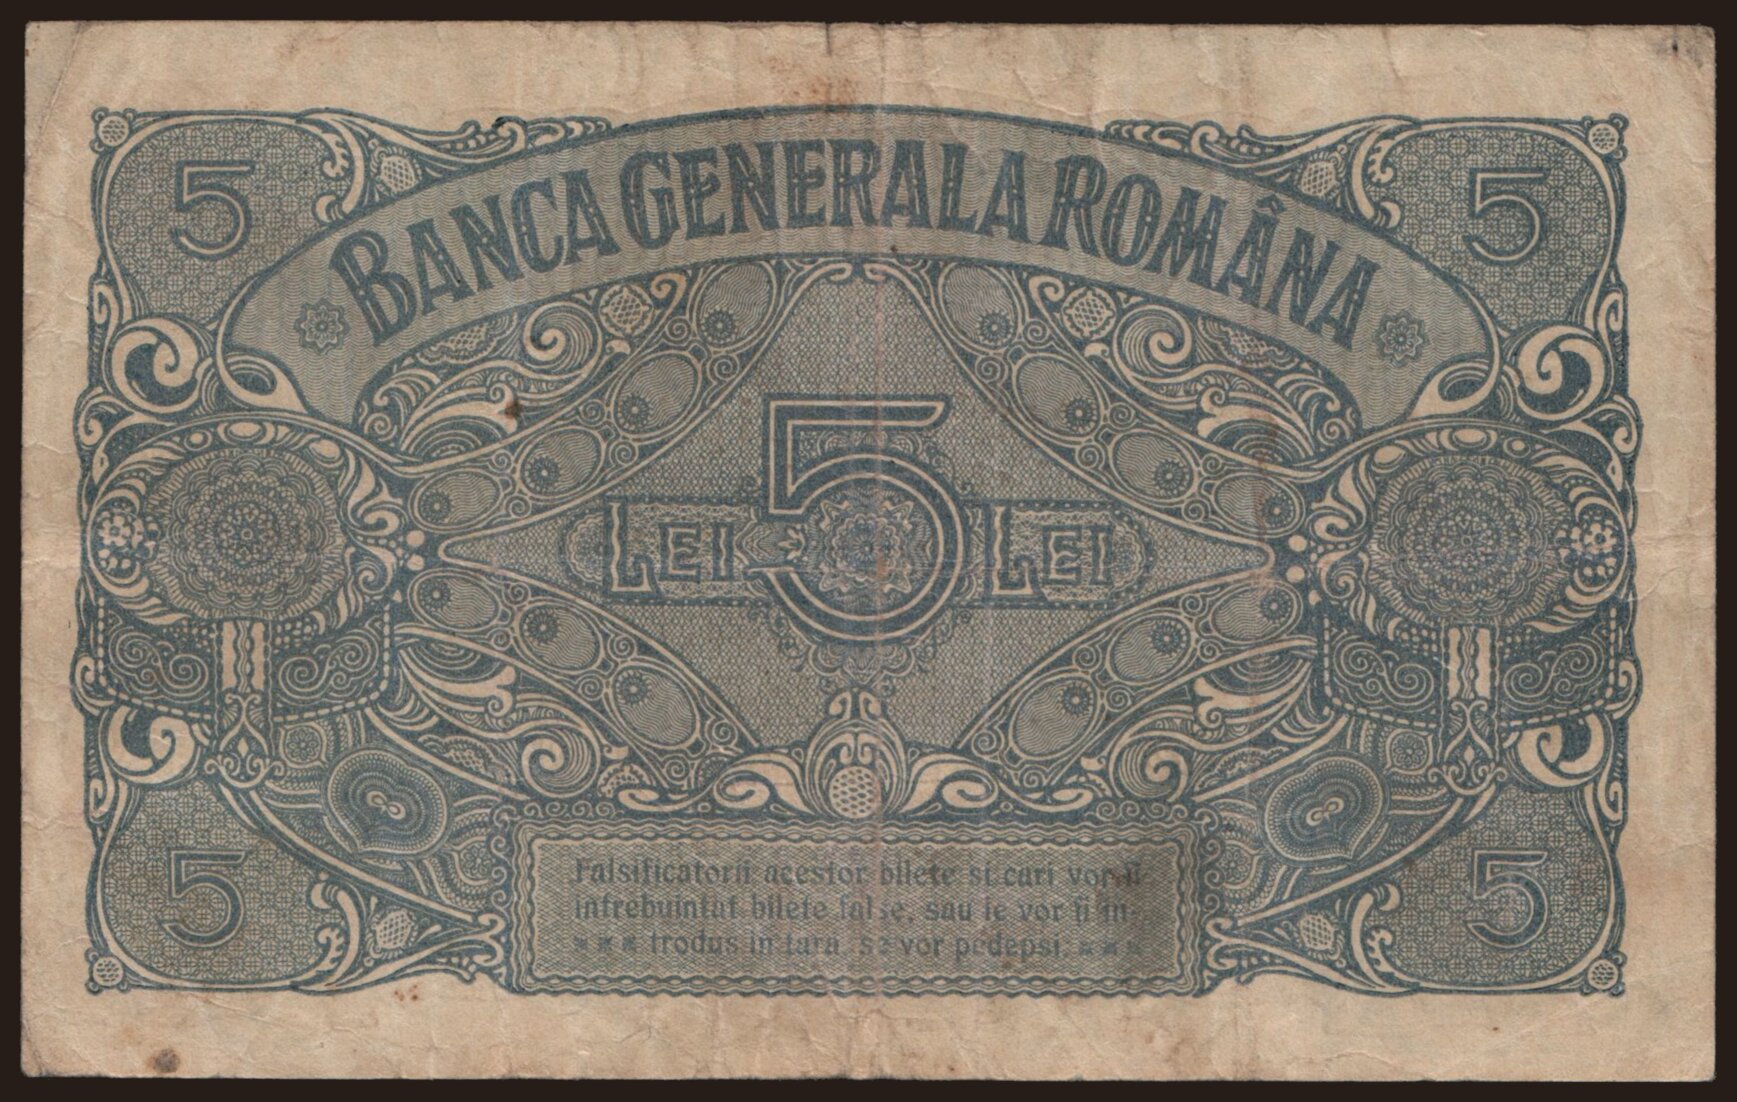 5 5
BANCA GENERALA ROMÂNA
LEI 5 LEI
Falsificatorii acestor bilete si cari vor fi
intrebuintat bilete false, sau le vor fi in-
trodus in tara, se vor pedepsi.
5 5